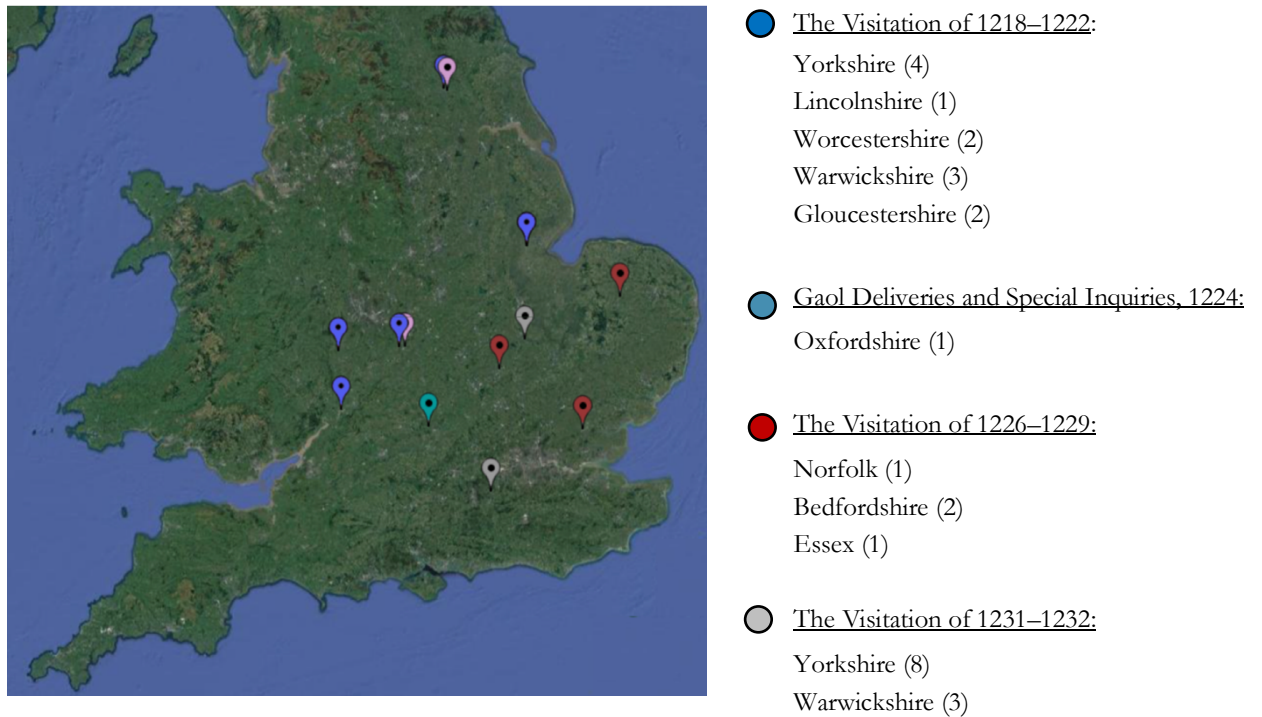 The Visitation of 1218–1222:
Yorkshire (4)
Lincolnshire (1)
Worcestershire (2)
Warwickshire (3)
Gloucestershire (2)
Gaol Deliveries and Special Inquiries, 1224:
Oxfordshire (1)
The Visitation of 1226–1229:
Norfolk (1)
Bedfordshire (2)
Essex (1)
The Visitation of 1231–1232:
Yorkshire (8)
Warwickshire (3)